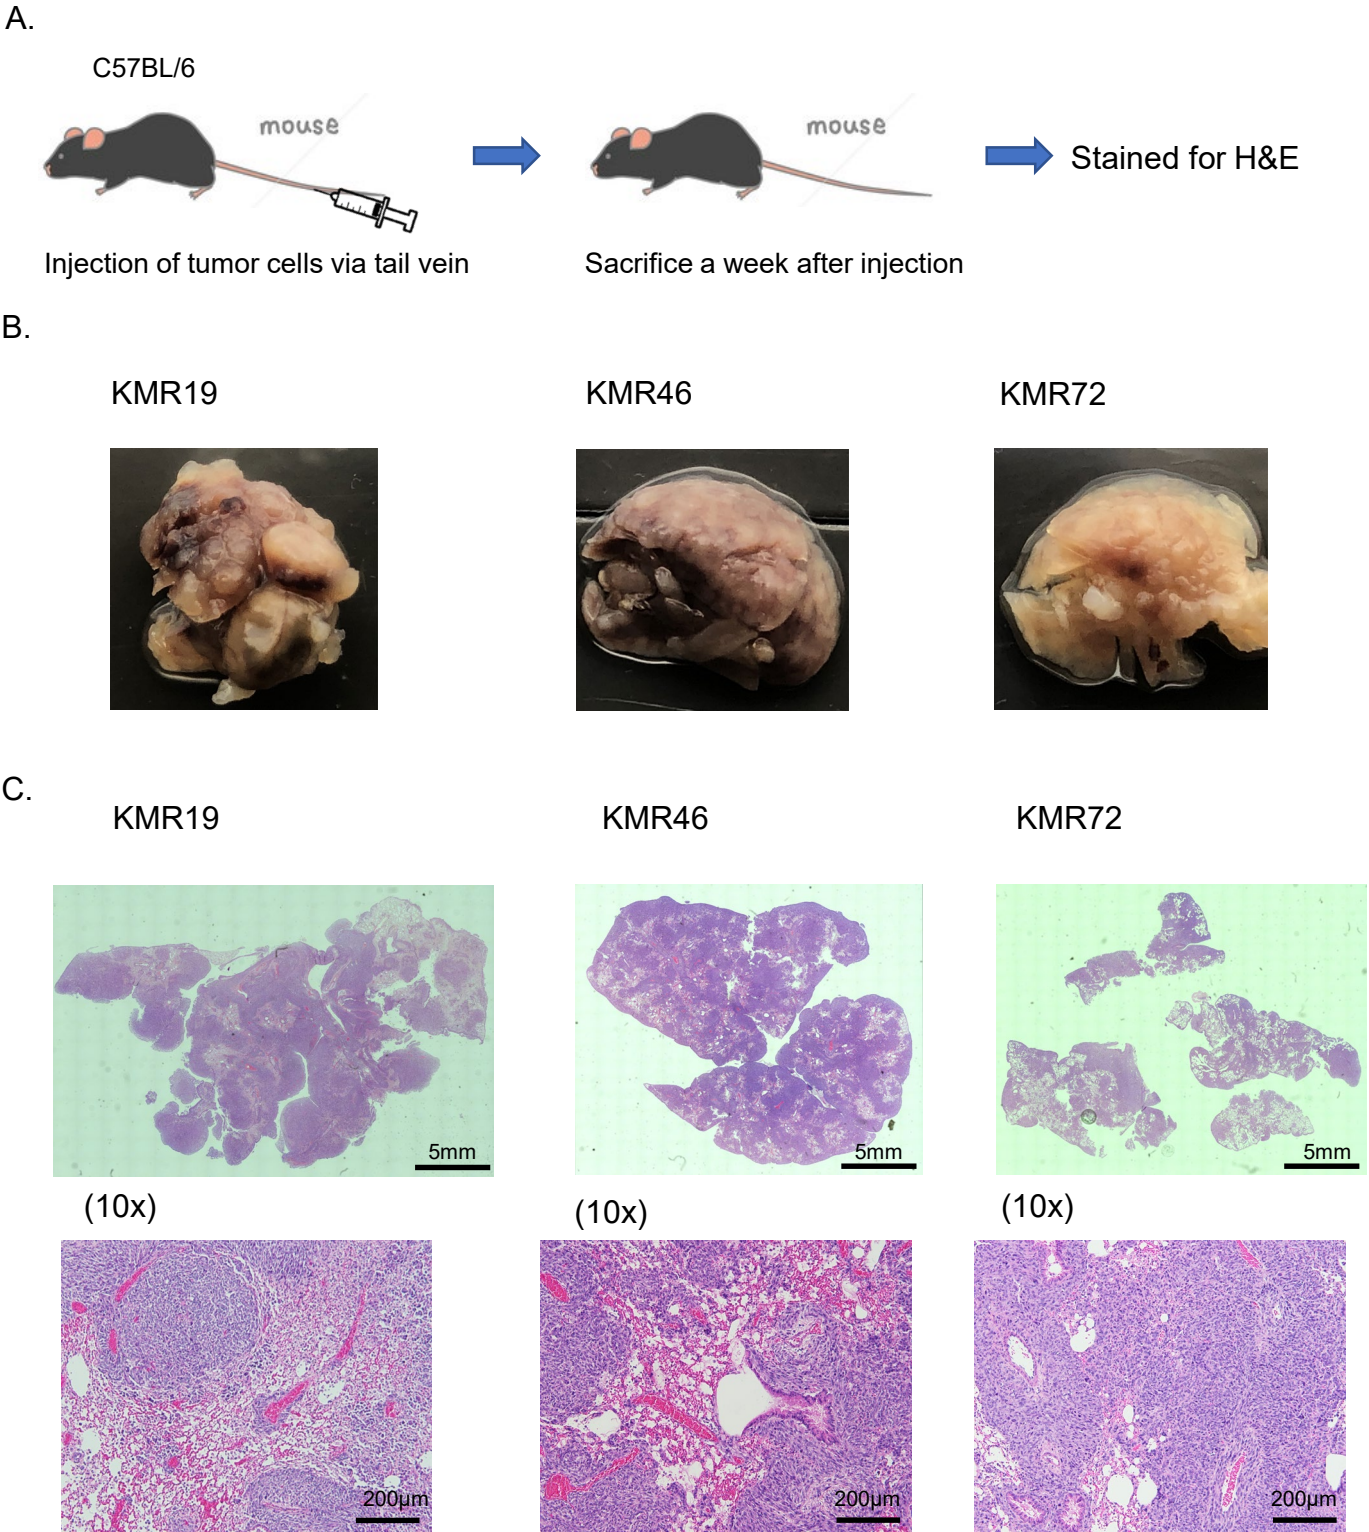 A.
C57BL/6
mouse
mouse
Stained for H&E
Injection of tumor cells via tail vein
Sacrifice a week after injection
B.
KMR19
KMR46
KMR72
C.
KMR19
KMR46
KMR72
5mm
5mm
5mm
(10x)
(10x)
(10x)
200μm
200μm
200μm